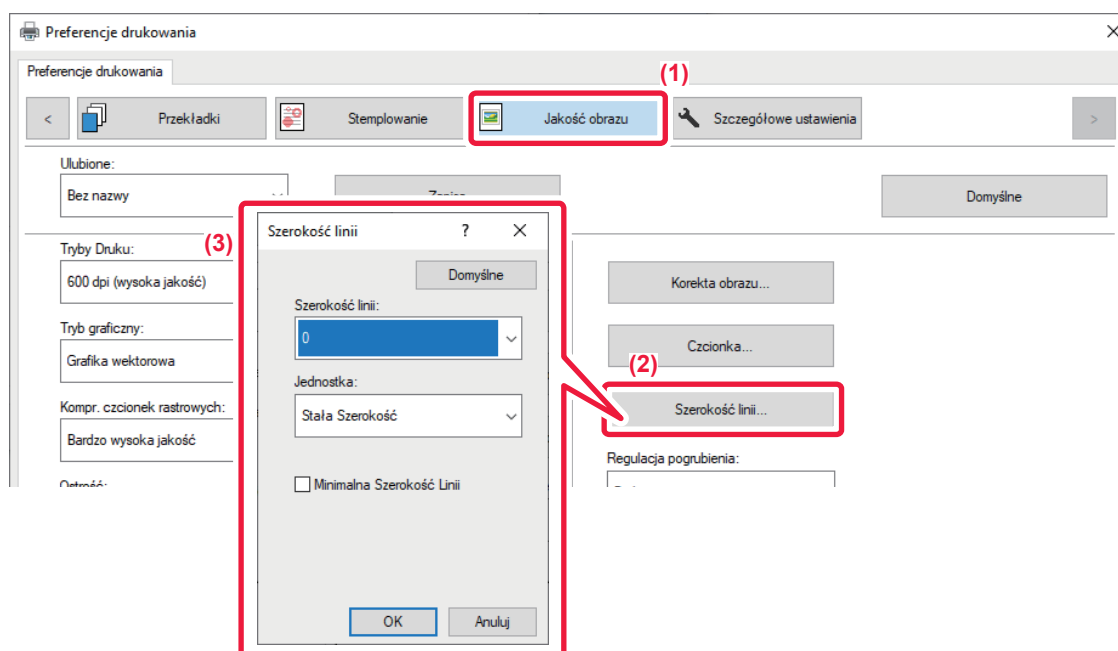 Preferencje drukowania
Preferencje drukowania
(1)
<
Przekładki
Stemplowanie
Jakość obrazu
Szczegółowe ustawienia
>
Ulubione:
Bez nazwy
Domyślne
Tryby Druku:
600 dpi (wysoka jakość)
Tryb graficzny:
Grafika wektorowa
Kompr. czcionek rastrowych:
Bardzo wysoka jakość
(3)
Szerokość linii
?
Domyślne
Szerokość linii:
0
Jednostka:
Stała Szerokość
Minimalna Szerokość Linii
OK
Anuluj
Korekta obrazu...
Czcionka...
(2)
Szerokość linii...
Regulacja pogrubienia: